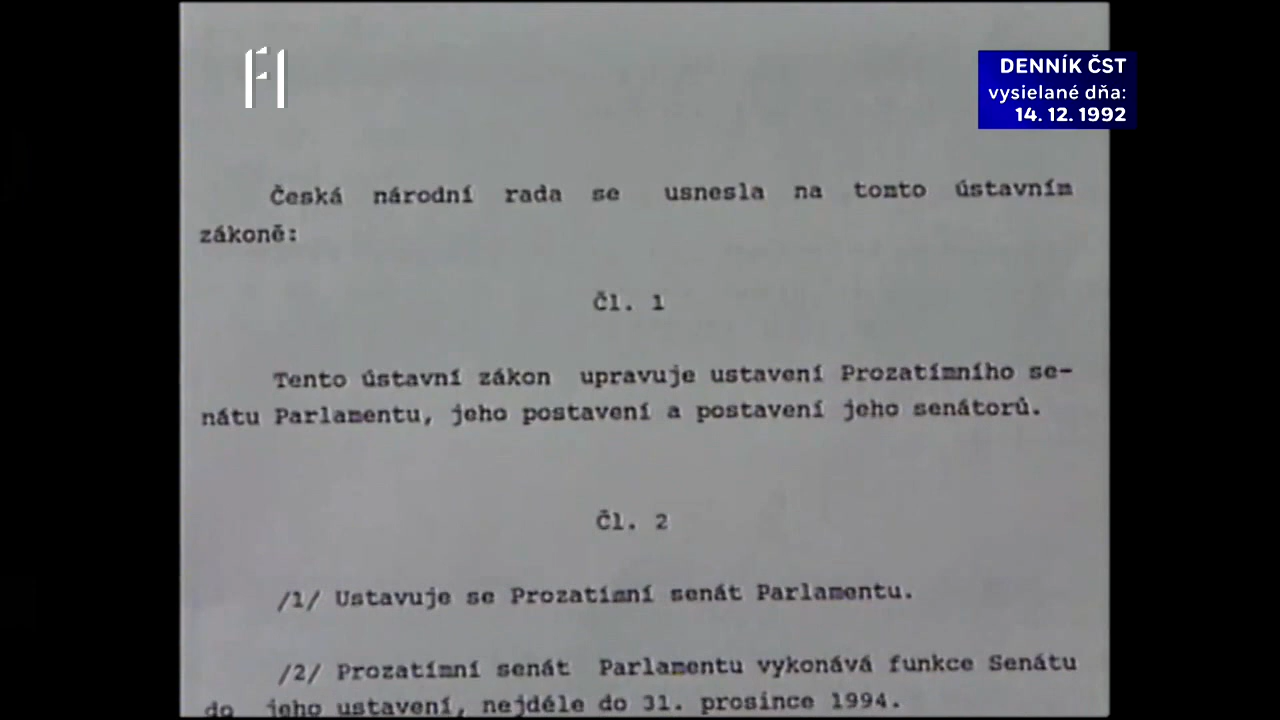 DENNÍK ČST
vysielané dňa:
14. 12. 1992
Česká národní rada se usnesla na tomto ústavním
zákoně:
Čl. 1
Tento ústavní zákon upravuje ustavení Prozatímního se-
nátu Parlamentu, jeho postavení a postavení jeho senátorů.
Čl. 2
/1/ Ustavuje se Prozatímní senát Parlamentu.
/2/ Prozatímní senát Parlamentu vykonává funkce Senátu
do jeho ustavení, nejdéle do 31. prosince 1994.